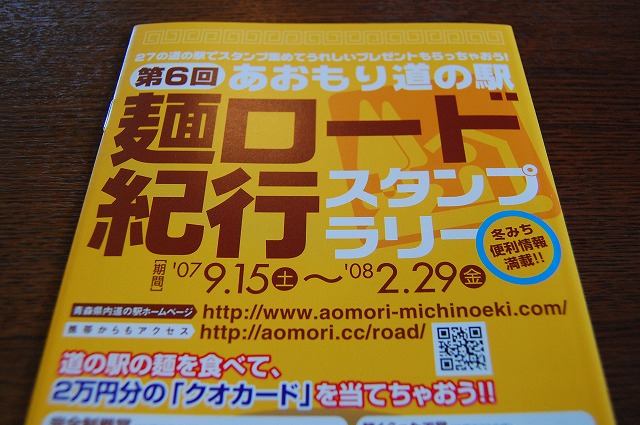 27の道の駅でスタンプ集めてうれしいプレゼントもらっちゃおう!
第6回 あおもり道の駅
麺ロード
紀行 スタンプ
ラリー
冬みち
便利情報
満載!!
[期間] '07 9.15(土)～'08 2.29(金)
青森県内道の駅ホームページ http://www.aomori-michinoeki.com/
携帯からもアクセス http://aomori.cc/road/
道の駅の麺を食べて、
2万円分の「クオカード」を当てちゃおう!!